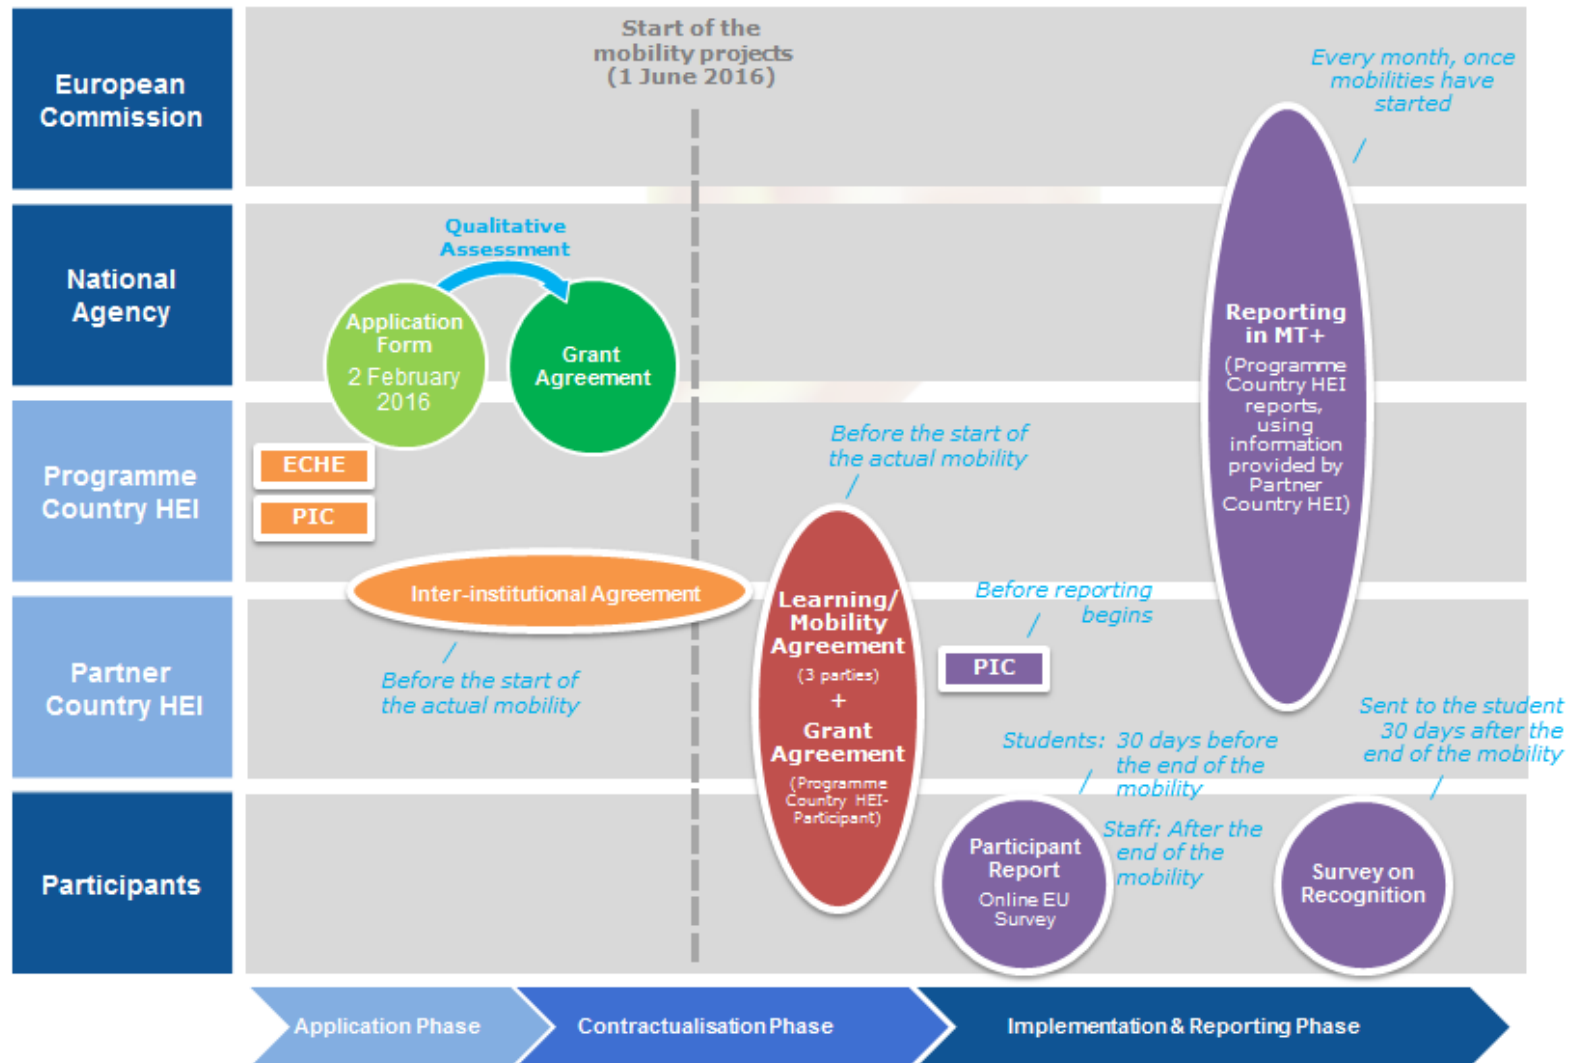 Start of the
mobility projects
(1 June 2016)
Every month, once
mobilities have
started
European
Commission
National
Agency
Qualitative
Assessment
Application
Form
2 February
2016
Grant
Agreement
Reporting
in MT+
(Programme
Country HEI
reports,
using
information
provided by
Partner
Country HEI)
Programme
Country HEI
ECHE
PIC
Before the start of
the actual mobility
Inter-institutional Agreement
Partner
Country HEI
Before the start of
the actual mobility
Learning/
Mobility
Agreement
(3 parties)
+
Grant
Agreement
(Programme
Country HEI-
Participant)
Before reporting
begins
PIC
Students: 30 days before
the end of the
mobility
Staff: After the
end of the
mobility
Sent to the student
30 days after the
end of the mobility
Participants
Participant
Report
Online EU
Survey
Survey on
Recognition
Application Phase
Contractualisation Phase
Implementation & Reporting Phase